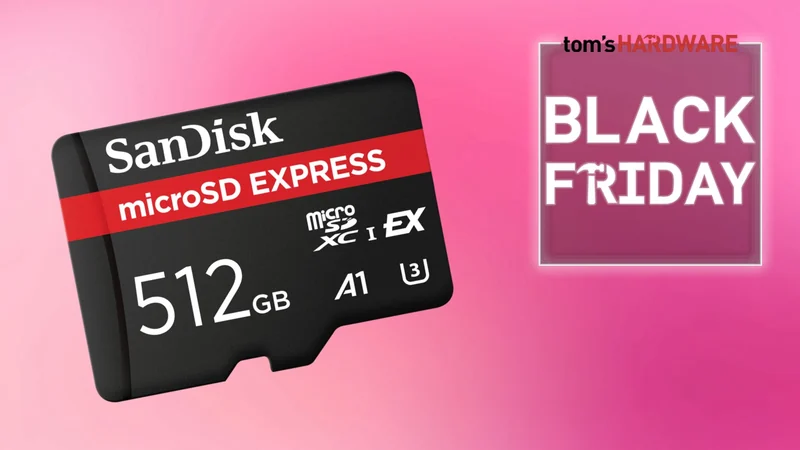 SanDisk
microSD EXPRESS
Micro
SD
XC I EX
512GB
A1
3
tom's HARDWARE
BLACK
FRIDAY